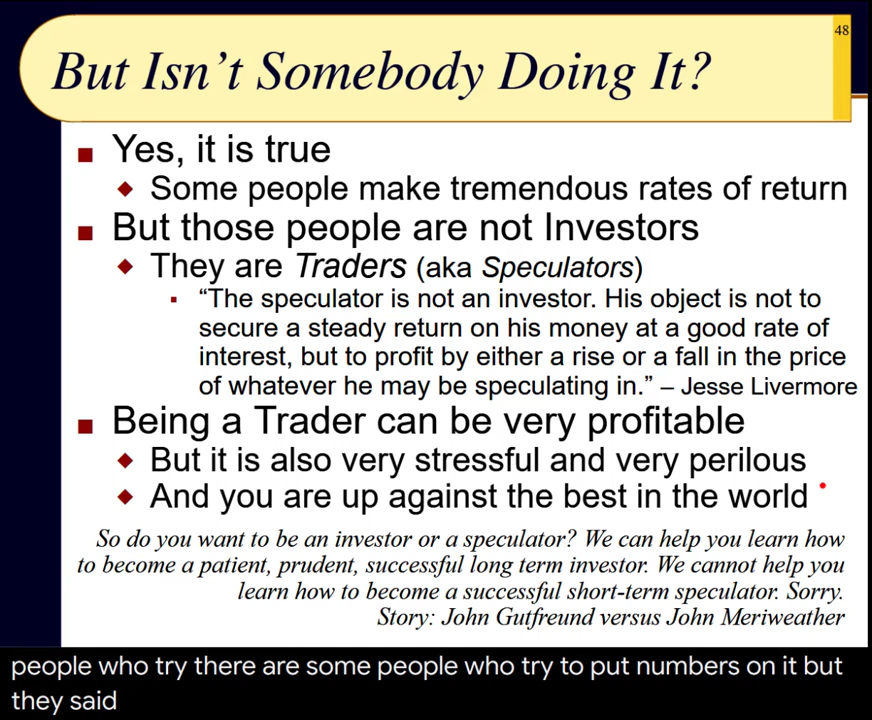 48
But Isn't Somebody Doing It?
Yes, it is true
Some people make tremendous rates of return
But those people are not Investors
They are Traders (aka Speculators)
“The speculator is not an investor. His object is not to
secure a steady return on his money at a good rate of
interest, but to profit by either a rise or a fall in the price
of whatever he may be speculating in.” – Jesse Livermore
Being a Trader can be very profitable
But it is also very stressful and very perilous
And you are up against the best in the world
So do you want to be an investor or a speculator? We can help you learn how
to become a patient, prudent, successful long term investor. We cannot help you
learn how to become a successful short-term speculator. Sorry.
Story: John Gutfreund versus John Meriweather
people who try there are some people who try to put numbers on it but
they said